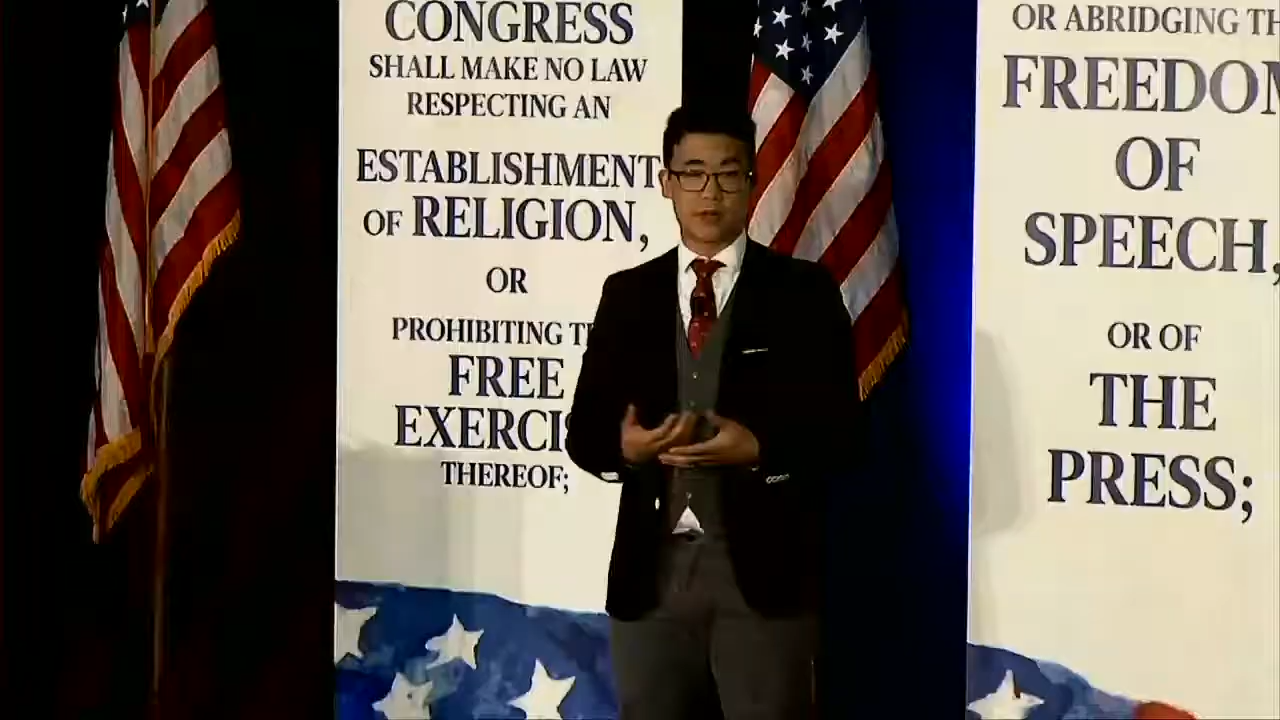 CONGRESS
SHALL MAKE NO LAW
RESPECTING AN
ESTABLISHMENT
OF RELIGION,
OR
PROHIBITING
FREE
THEREOF;
OR ABRIDGING
FREEDOM
OF
SPEECH,
OR OF
THE
PRESS;